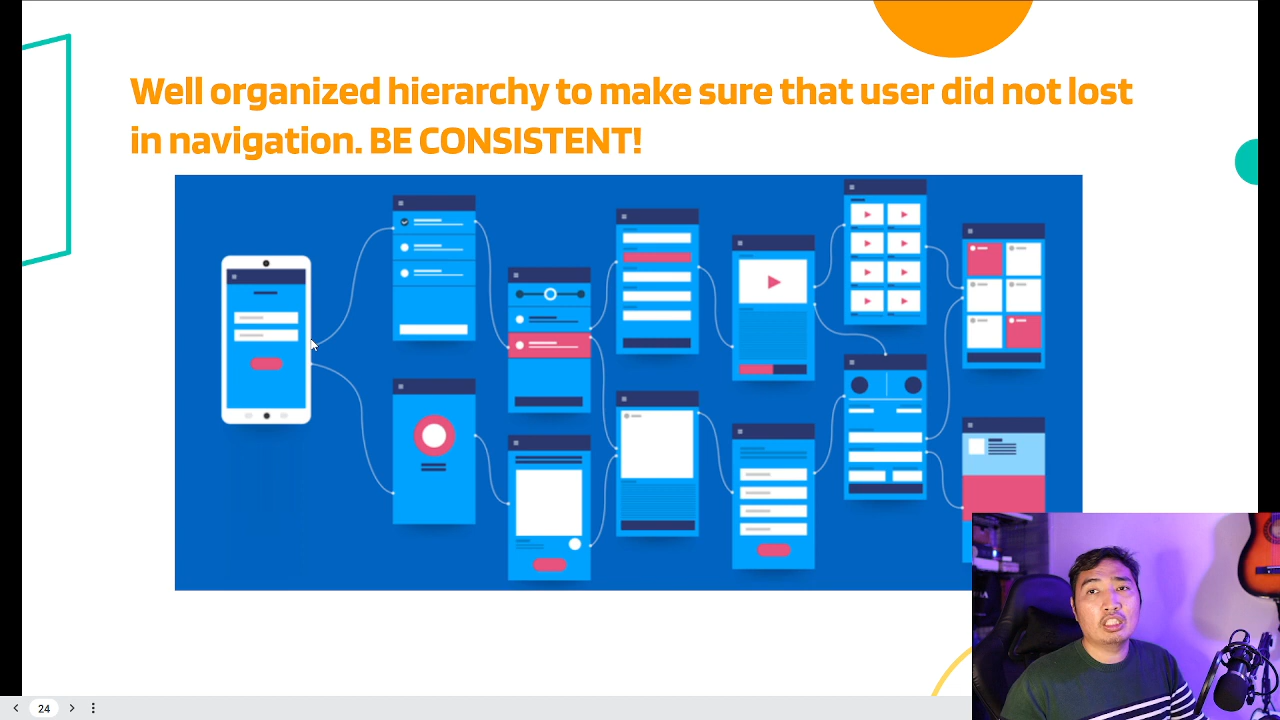 Well organized hierarchy to make sure that user did not lost
in navigation. BE CONSISTENT!
24